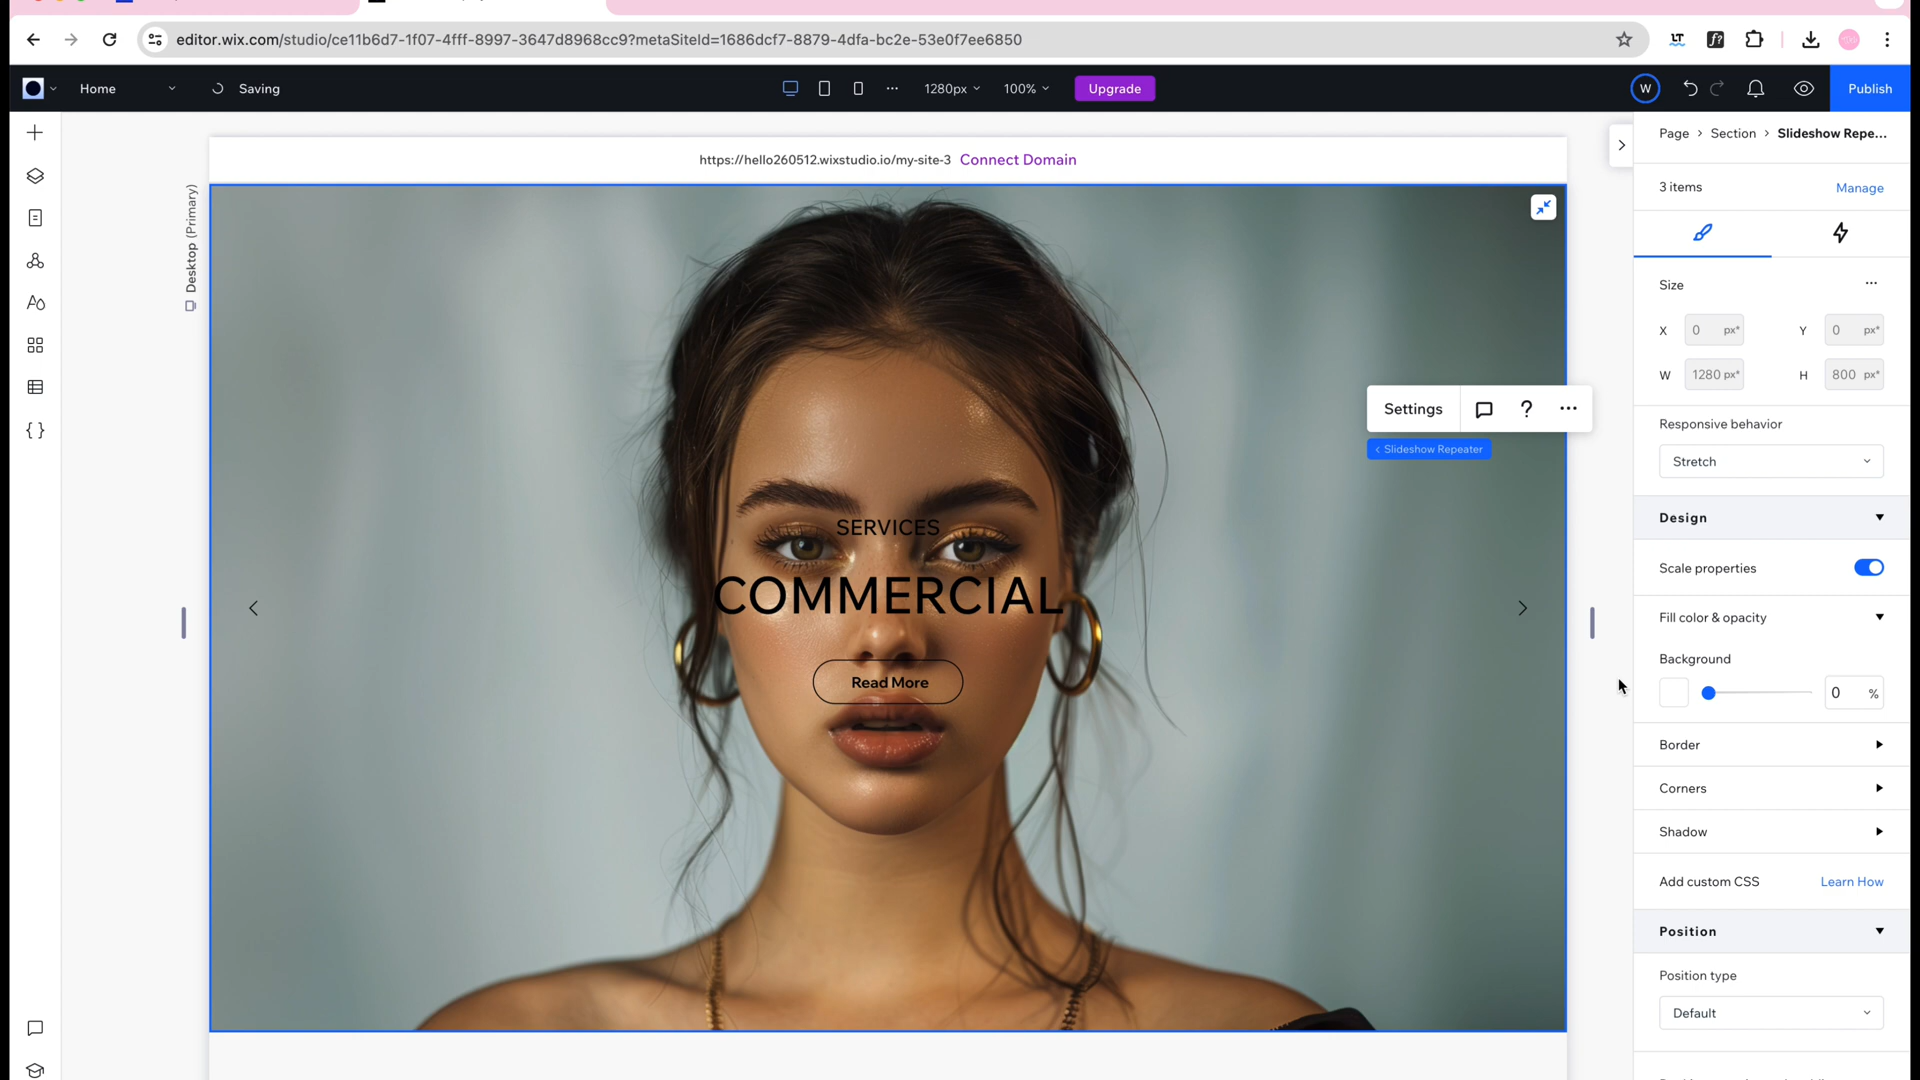 editor.wix.com/studio/ce11b6d7-1f07-4fff-8997-3647d8968cc9?metaSiteId=1686dcf7-8879-4dfa-bc2e-53e0f7ee6850
Home
Saving
1280px
100%
Upgrade
W
Publish
https://hello260512.wixstudio.io/my-site-3 Connect Domain
Desktop (Primary)
SERVICES
COMMERCIAL
Read More
Settings
?
< Slideshow Repeater
Page > Section > Slideshow Repe...
3 items
Manage
Size
X 0 px* Y 0 px*
W 1280 px* H 800 px*
Responsive behavior
Stretch
Design
Scale properties
Fill color & opacity
Background
0 %
Border
Corners
Shadow
Add custom CSS
Learn How
Position
Position type
Default